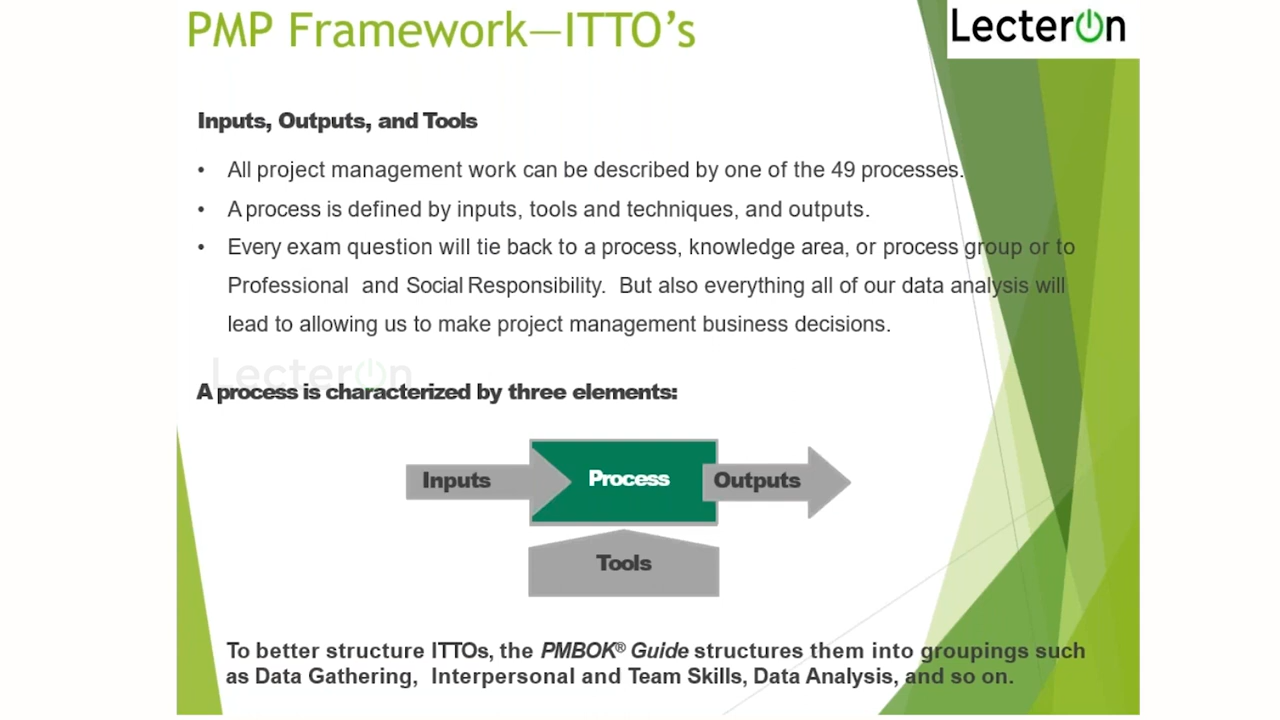 PMP Framework—ITTO's
LecterOn
Inputs, Outputs, and Tools
• All project management work can be described by one of the 49 processes.
• A process is defined by inputs, tools and techniques, and outputs.
• Every exam question will tie back to a process, knowledge area, or process group or to
Professional and Social Responsibility. But also everything all of our data analysis will
lead to allowing us to make project management business decisions.
LecterOn
A process is characterized by three elements:
Inputs
Process
Outputs
Tools
To better structure ITTOs, the PMBOK® Guide structures them into groupings such
as Data Gathering, Interpersonal and Team Skills, Data Analysis, and so on.